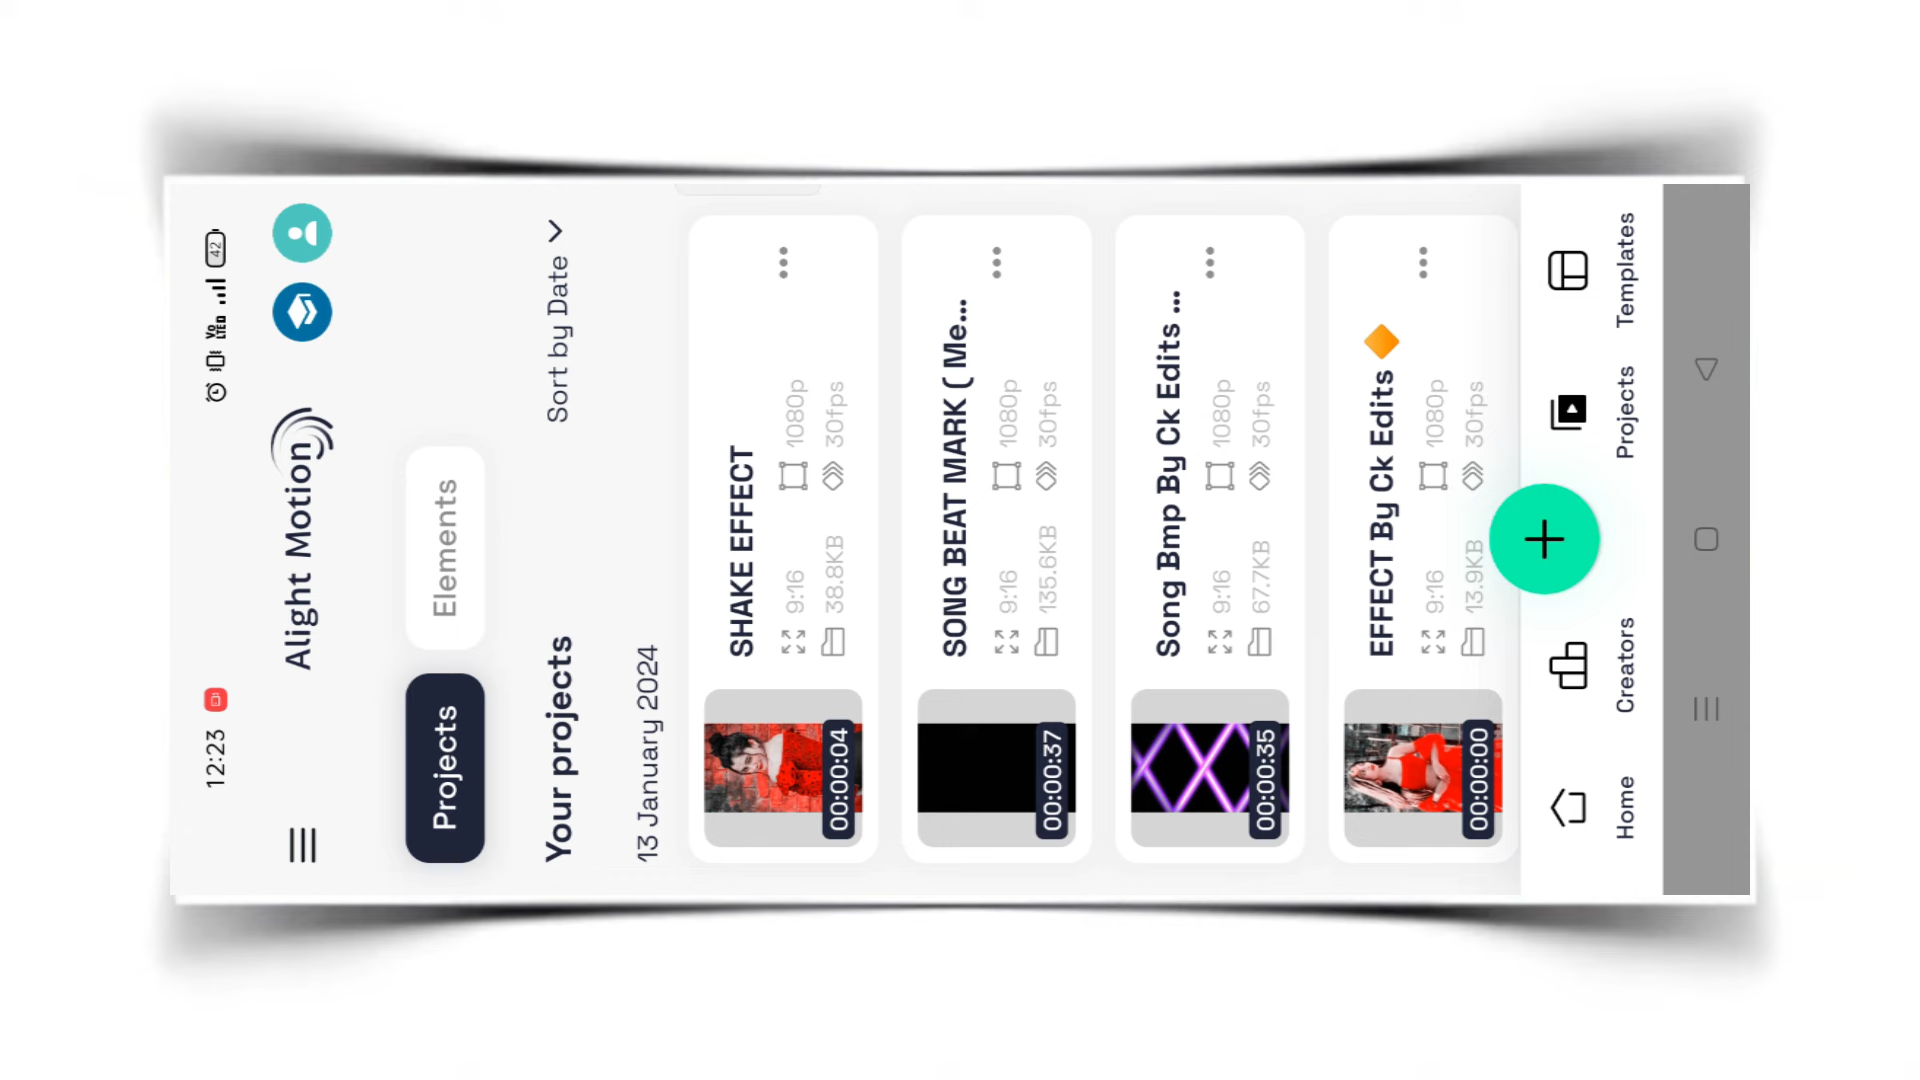 12:23
Vo
LTED
42
Alight Motion
Projects
Elements
Your projects
Sort by Date
13 January 2024
SHAKE EFFECT
9:16
1080p
38.8KB
30fps
00:00:04
SONG BEAT MARK ( Me...
9:16
1080p
135.6KB
30fps
00:00:37
Song Bmp By Ck Edits ...
9:16
1080p
67.7KB
30fps
00:00:35
EFFECT By Ck Edits 🔶
9:16
1080p
13.9KB
30fps
00:00:00
Home
Creators
Projects
Templates